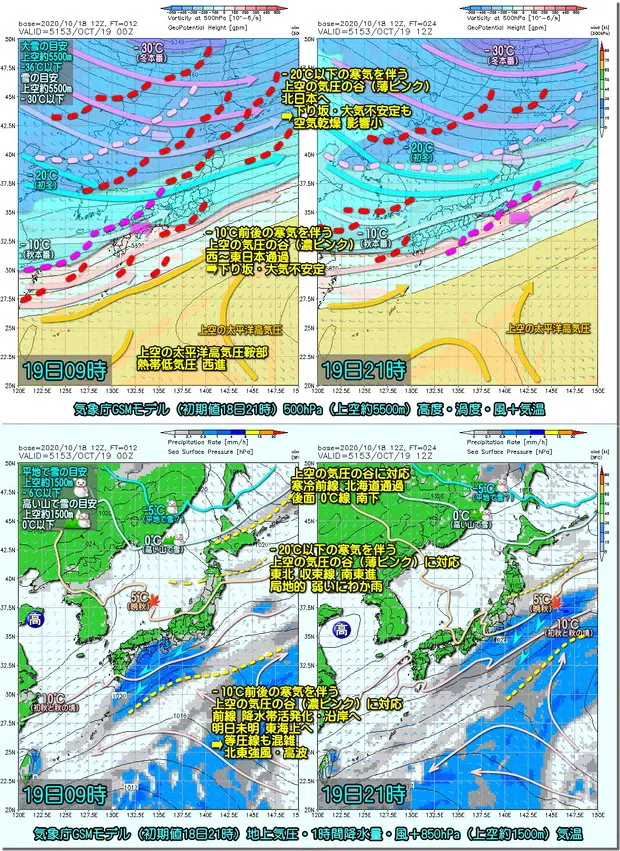 base=2020/10/18 12Z, FT=012
VALID=5153/OCT/19 00Z
Vorticity at 500hPa [10^-6/s]
GeoPotential Height [gpm]
base=2020/10/18 12Z, FT=024
VALID=5153/OCT/19 12Z
Vorticity at 500hPa [10^-6/s]
GeoPotential Height [gpm]
大雪の目安
上空約5500m
-36℃以下
雪の目安
上空約5500m
-30℃以下
-30℃
(冬本番)
-20℃以下の寒気を伴う
上空の気圧の谷(薄ピンク)
北日本へ
➡下り坂・大気不安定も
空気乾燥 影響小
-30℃
(冬本番)
-20℃
(初冬)
-20℃
(初冬)
-10℃
(秋本番)
-10℃前後の寒気を伴う
上空の気圧の谷(濃ピンク)
西~東日本通過
➡下り坂・大気不安定
-10℃
(秋本番)
上空の太平洋高気圧
上空の太平洋高気圧
上空の太平洋高気圧鞍部
熱帯低気圧 西進
19日09時
19日21時
気象庁GSMモデル(初期値18日21時)500hPa(上空約5500m)高度・渦度・風+気温
base=2020/10/18 12Z, FT=012
VALID=5153/OCT/19 00Z
Precipitation Rate [mm/h]
Sea Surface Pressure [hPa]
base=2020/10/18 12Z, FT=024
VALID=5153/OCT/19 12Z
Precipitation Rate [mm/h]
Sea Surface Pressure [hPa]
平地で雪の目安
上空約1500m
-6℃以下
高い山で雪の目安
上空約1500m
0℃以下
-5℃
(平地で雪?)
0℃
(高い山で雪)
上空の気圧の谷に対応
寒冷前線 北海道通過
後面 0℃線 南下
-5℃
(平地で雪?)
0℃
(高い山で雪)
-20℃以下の寒気を伴う
上空の気圧の谷(薄ピンク)に対応
東北 収束線 南東進
局地的 弱いにわか雨
5℃
(晩秋)
5℃
(晩秋)
高
高
10℃
(初秋と秋の境)
10℃
(初秋と秋の境)
-10℃前後の寒気を伴う
上空の気圧の谷(濃ピンク)に対応
前線 降水帯活発化・沿岸へ
明日未明 東海上へ
➡等圧線も混雑
北東強風・高波
19日09時
19日21時
気象庁GSMモデル(初期値18日21時)地上気圧・1時間降水量・風+850hPa(上空約1500m)気温